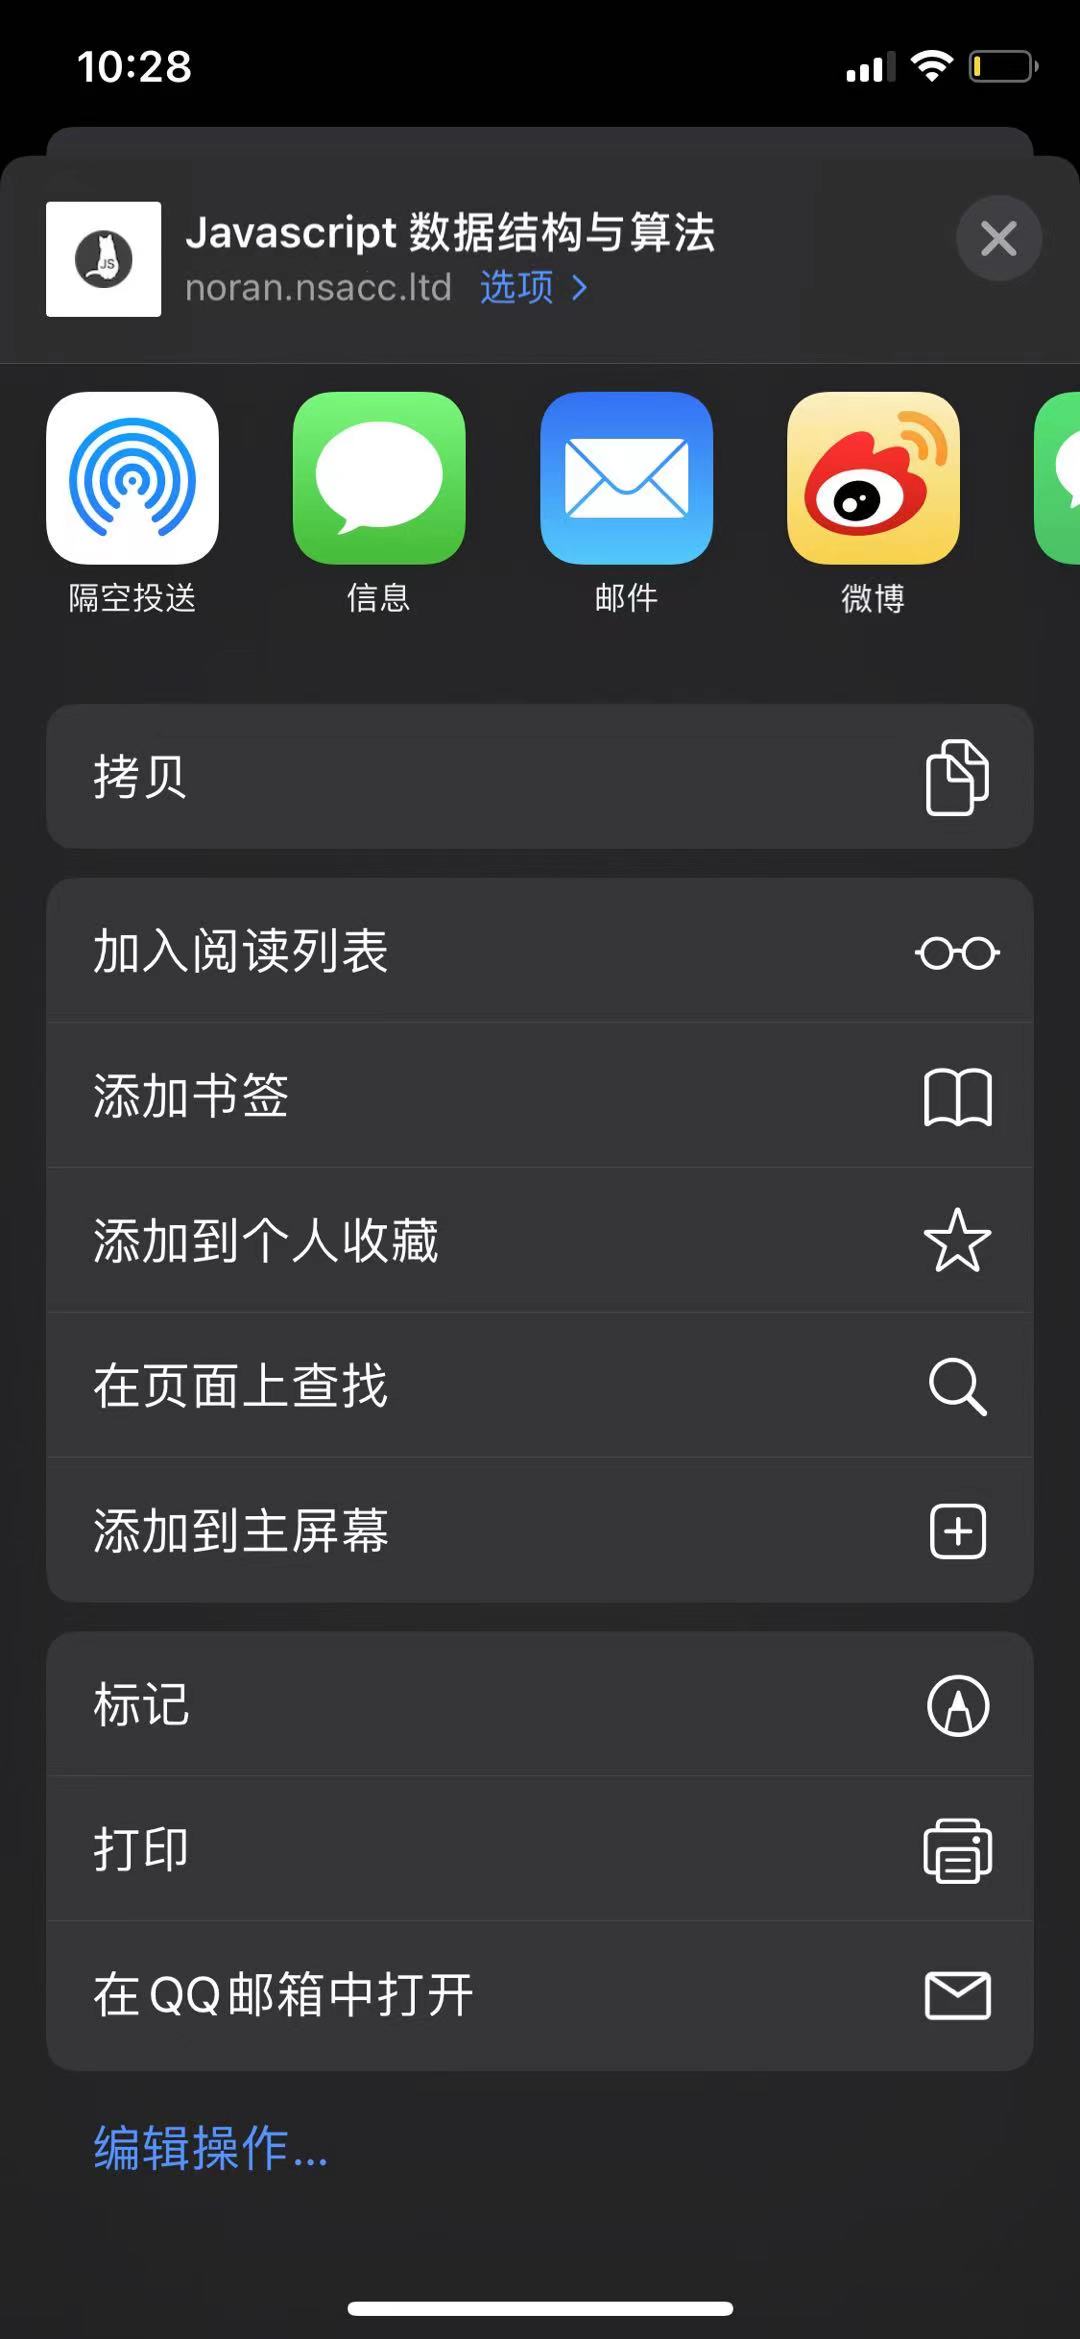 10:28
Javascript 数据结构与算法
noran.nsacc.ltd 选项
JS
隔空投送 信息 邮件 微博
拷贝
加入阅读列表
添加书签
添加到个人收藏
在页面上查找
添加到主屏幕
标记
打印
在QQ邮箱中打开
编辑操作...